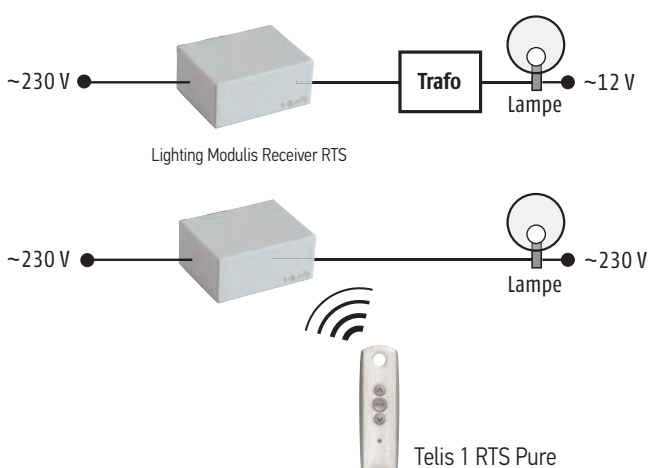 ~230 V
Trafo
~12 V
Lampe
Lighting Modulis Receiver RTS
~230 V
~230 V
Lampe
Telis 1 RTS Pure